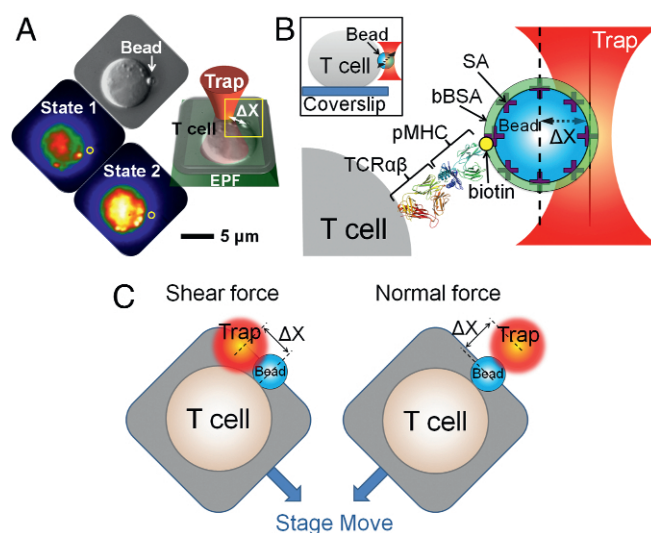 A
Bead
State 1
State 2
Trap
T cell
ΔX
EPF
5 µm
B
Bead
T cell
Coverslip
Trap
SA
bBSA
Bead
ΔX
pMHC
TCRαβ
biotin
T cell
C
Shear force
Normal force
Trap
ΔX
Bead
T cell
ΔX
Trap
Bead
T cell
Stage Move